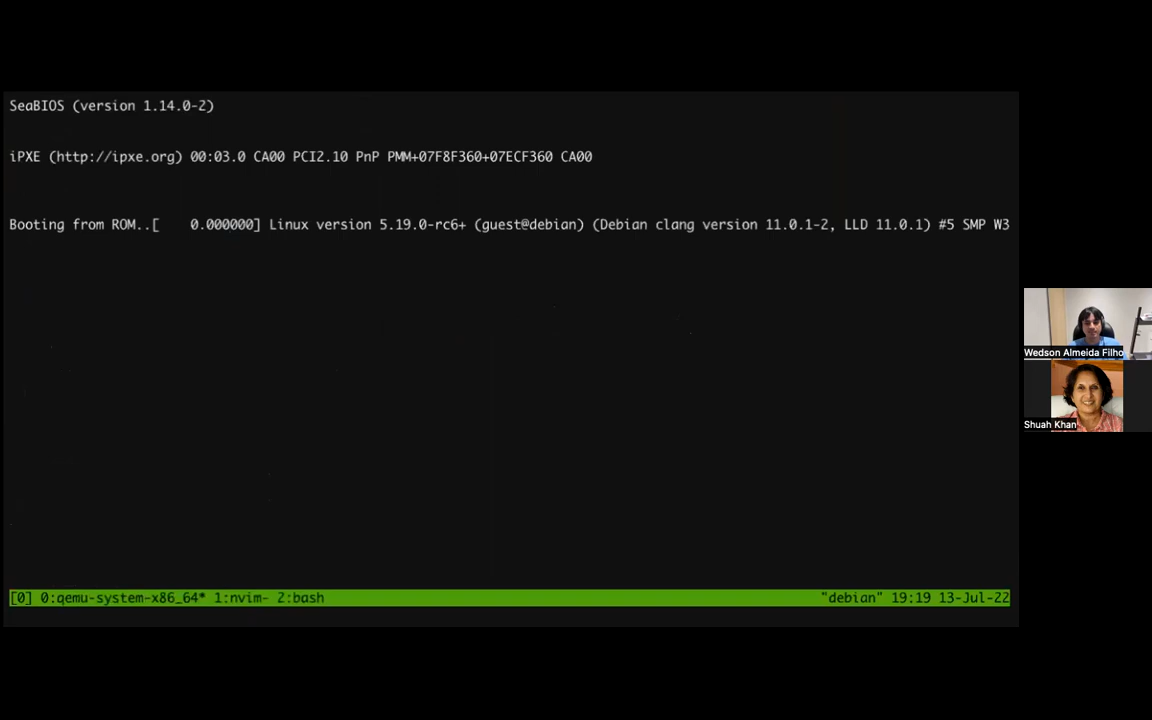 SeaBIOS (version 1.14.0-2)
iPXE (http://ipxe.org) 00:03.0 CA00 PCI2.10 PnP PMM+07F8F360+07ECF360 CA00
Booting from ROM..[    0.000000] Linux version 5.19.0-rc6+ (guest@debian) (Debian clang version 11.0.1-2, LLD 11.0.1) #5 SMP W3
Wedson Almeida Filho
Shuah Khan
[0] 0:qemu-system-x86_64* 1:nvim- 2:bash "debian" 19:19 13-Jul-22